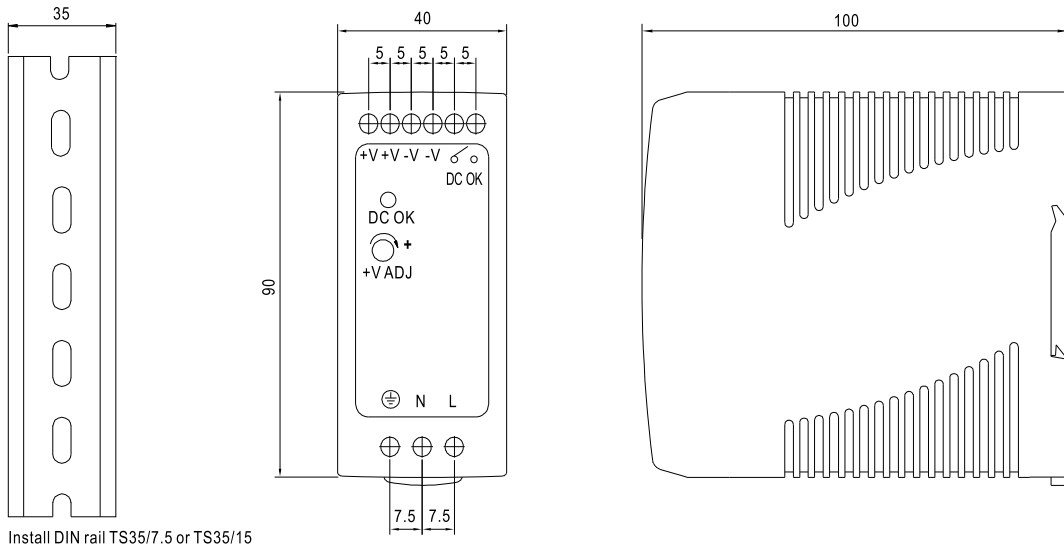 35
40
100
5 5 5 5 5
+V +V -V -V
DC OK
DC OK
+
+V ADJ
90
N L
7.5 7.5
Install DIN rail TS35/7.5 or TS35/15